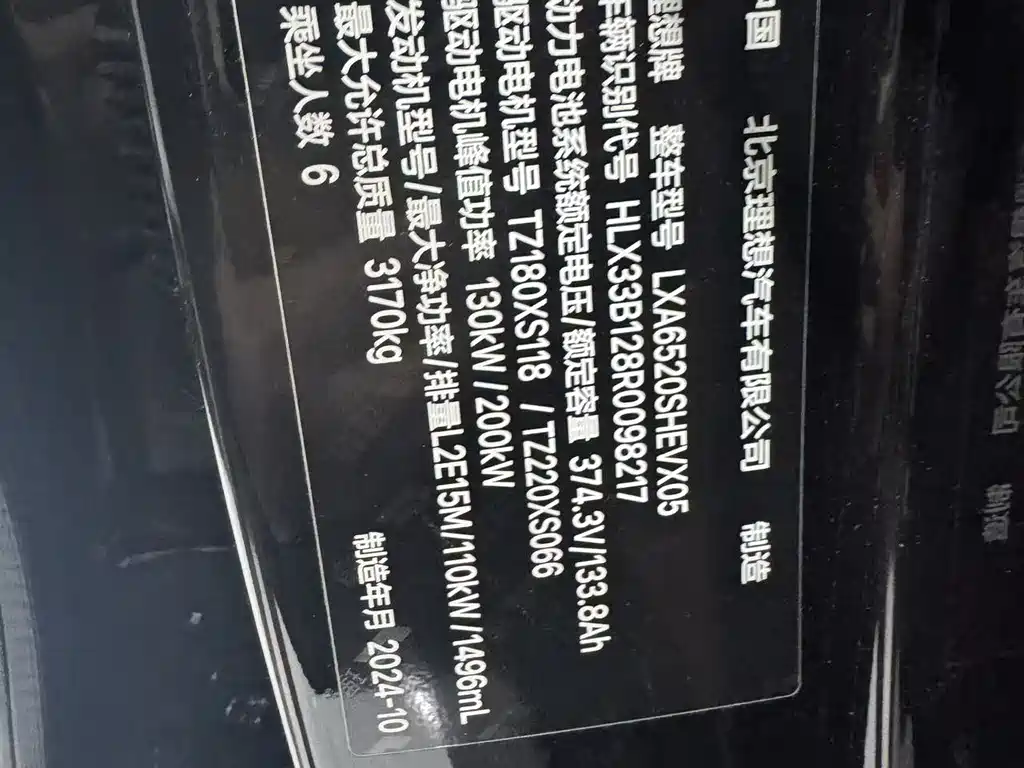 中国 北京理想汽车有限公司 制造
理想牌 整车型号 LXA6520SHEVX05
车辆识别代号 HLX33B128R0098217
动力电池系统额定电压/额定容量 374.3V/133.8Ah
驱动电机型号 TZ180XS118 /TZ220XS066
驱动电机峰值功率 130kW/200kW
发动机型号/最大净功率/排量L2E15M/110kW/1496mL
最大允许总质量 3170kg
乘坐人数 6 制造年月 2024-10